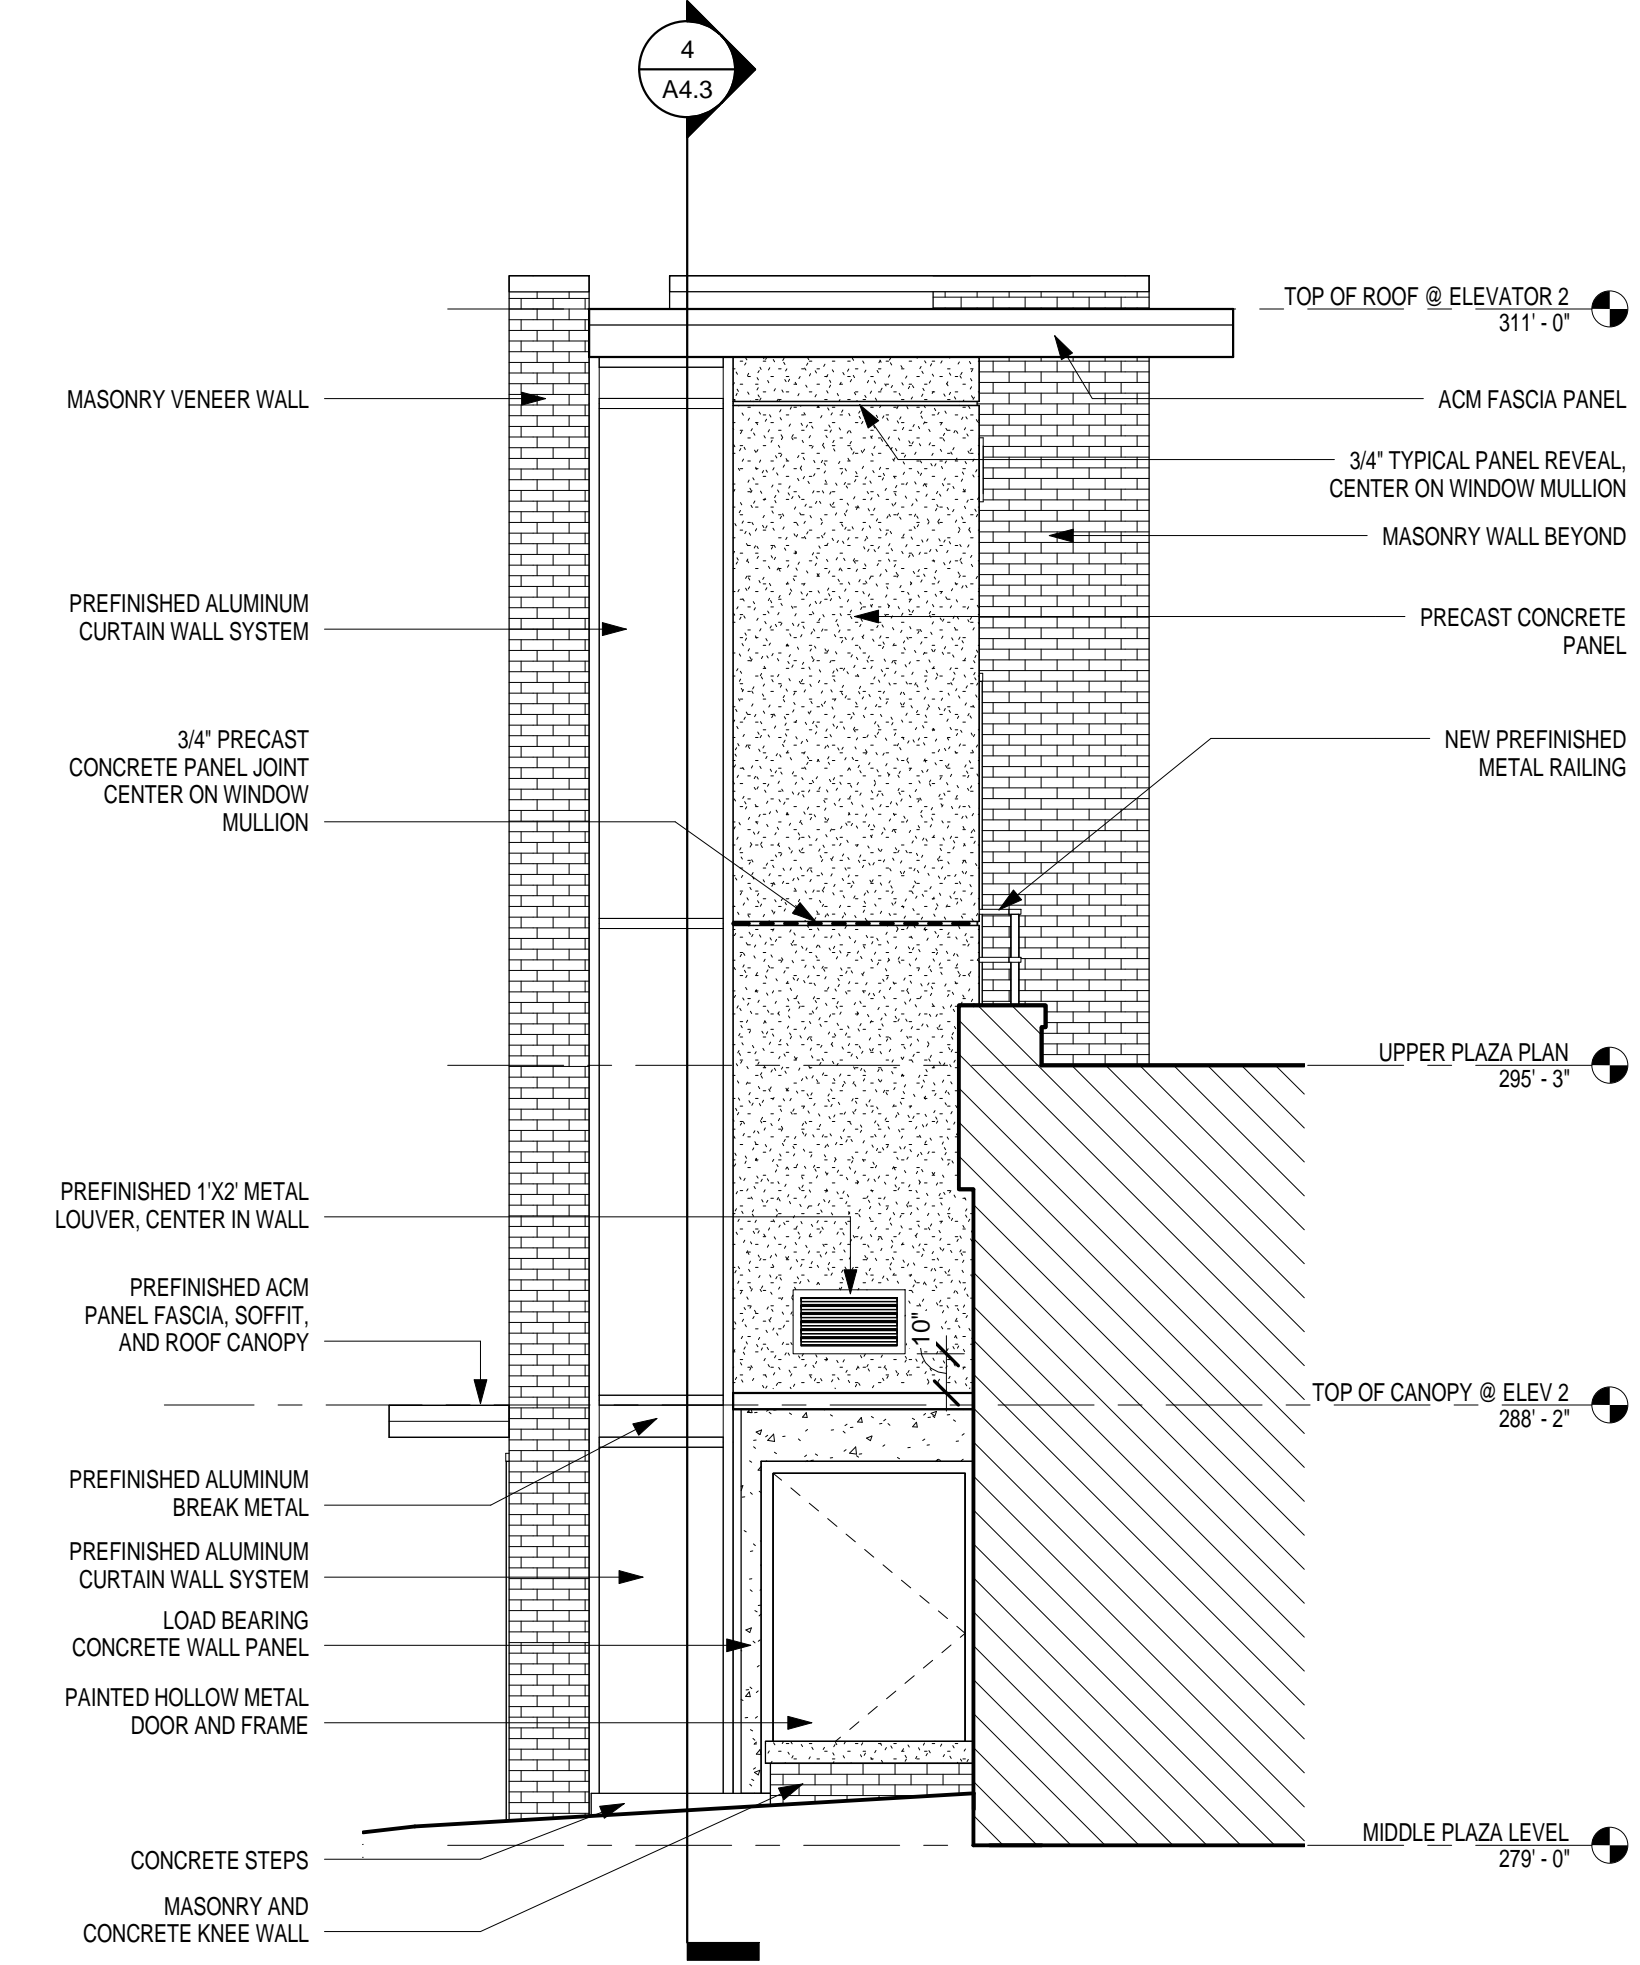 4
A4.3
TOP OF ROOF @ ELEVATOR 2
311' - 0"
MASONRY VENEER WALL
ACM FASCIA PANEL
3/4" TYPICAL PANEL REVEAL,
CENTER ON WINDOW MULLION
MASONRY WALL BEYOND
PREFINISHED ALUMINUM
CURTAIN WALL SYSTEM
PRECAST CONCRETE
PANEL
3/4" PRECAST
CONCRETE PANEL JOINT
CENTER ON WINDOW
MULLION
NEW PREFINISHED
METAL RAILING
UPPER PLAZA PLAN
295' - 3"
PREFINISHED 1'X2' METAL
LOUVER, CENTER IN WALL
PREFINISHED ACM
PANEL FASCIA, SOFFIT,
AND ROOF CANOPY
10"
TOP OF CANOPY @ ELEV 2
288' - 2"
PREFINISHED ALUMINUM
BREAK METAL
PREFINISHED ALUMINUM
CURTAIN WALL SYSTEM
LOAD BEARING
CONCRETE WALL PANEL
PAINTED HOLLOW METAL
DOOR AND FRAME
MIDDLE PLAZA LEVEL
279' - 0"
CONCRETE STEPS
MASONRY AND
CONCRETE KNEE WALL